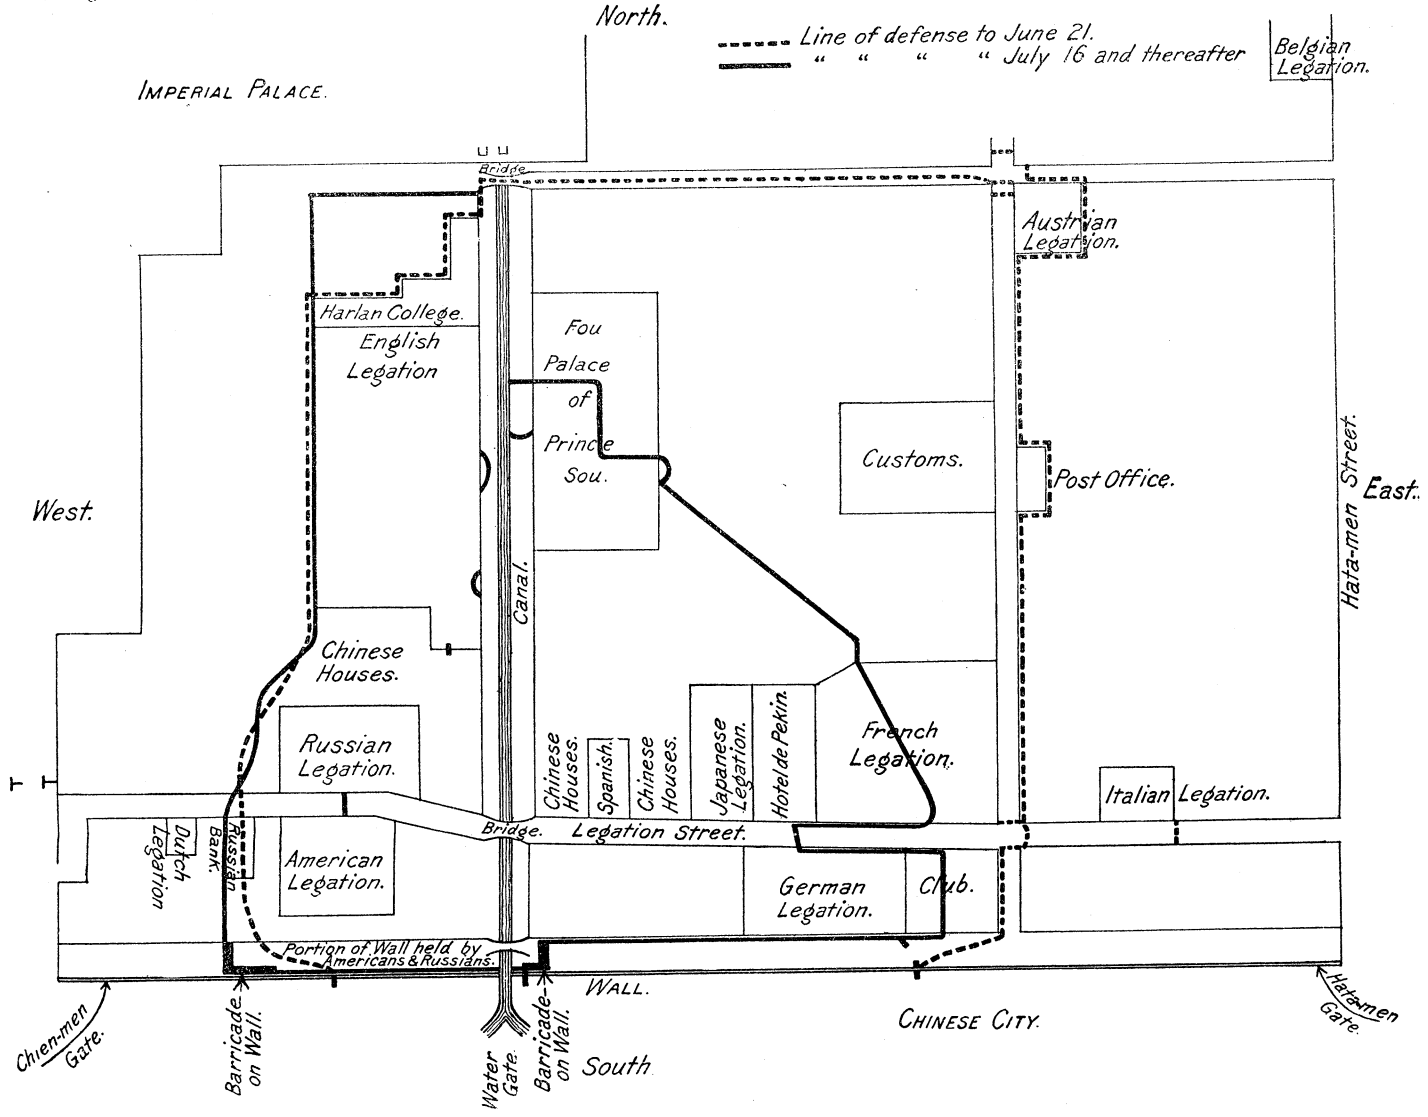 North.
Line of defense to June 21.
“ “ “ “ July 16 and thereafter
Belgian
Legation.
IMPERIAL PALACE.
Bridge
Austrian
Legation.
Harlan College.
English
Legation
Fou
Palace
of
Prince
Sou.
Customs.
Post Office.
Hata-men Street.
West.
East.
Canal.
Chinese
Houses.
Russian
Legation.
Chinese
Houses.
Spanish.
Chinese
Houses.
Japanese
Legation.
Hotel de Pekin.
French
Legation.
Italian Legation.
Bridge.
Legation Street.
Dutch
Legation
Russian
Bank.
American
Legation.
German
Legation.
Club.
Portion of Wall held by
Americans & Russians.
WALL.
CHINESE CITY.
Chien-men
Gate.
Barricade
on Wall.
Water
Gate.
Barricade
on Wall.
South
Hata-men
Gate.